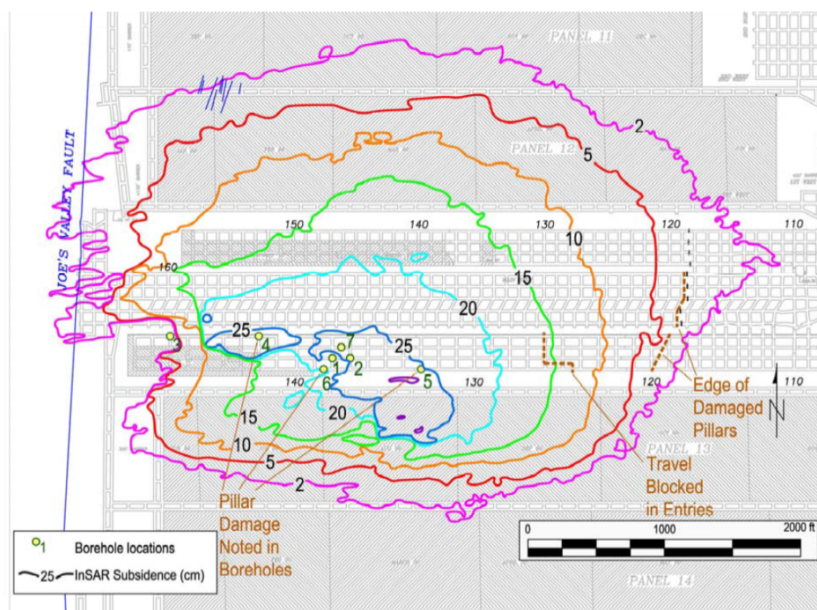 PANEL 11
2
5
PANEL 12
JOE'S VALLEY FAULT
150
140
130
10
120
110
15
160
20
25
25
3
4
7
1
2
6
5
140
130
120
110
15
20
10
5
2
Edge of
Damaged
Pillars
N
PANEL 13
Travel
Blocked
in Entries
Pillar
Damage
Noted in
Boreholes
0
1000
2000 ft
1 Borehole locations
25 InSAR Subsidence (cm)
PANEL 14